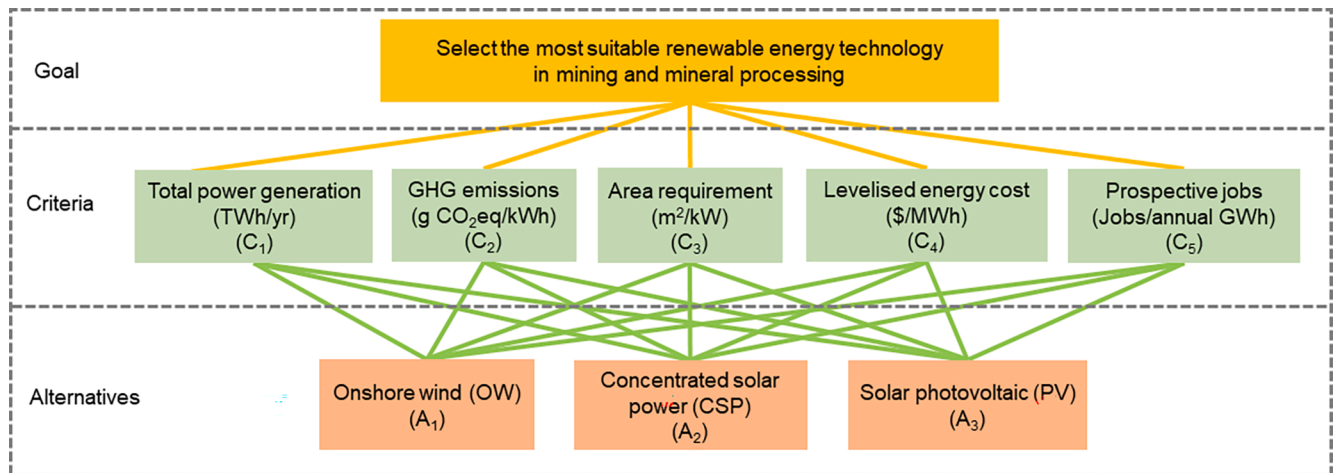 Goal
Select the most suitable renewable energy technology
in mining and mineral processing
Criteria
Total power generation
(TWh/yr)
(C₁)
GHG emissions
(g CO₂eq/kWh)
(C₂)
Area requirement
(m²/kW)
(C₃)
Levelised energy cost
($/MWh)
(C₄)
Prospective jobs
(Jobs/annual GWh)
(C₅)
Alternatives
Onshore wind (OW)
(A₁)
Concentrated solar
power (CSP)
(A₂)
Solar photovoltaic (PV)
(A₃)